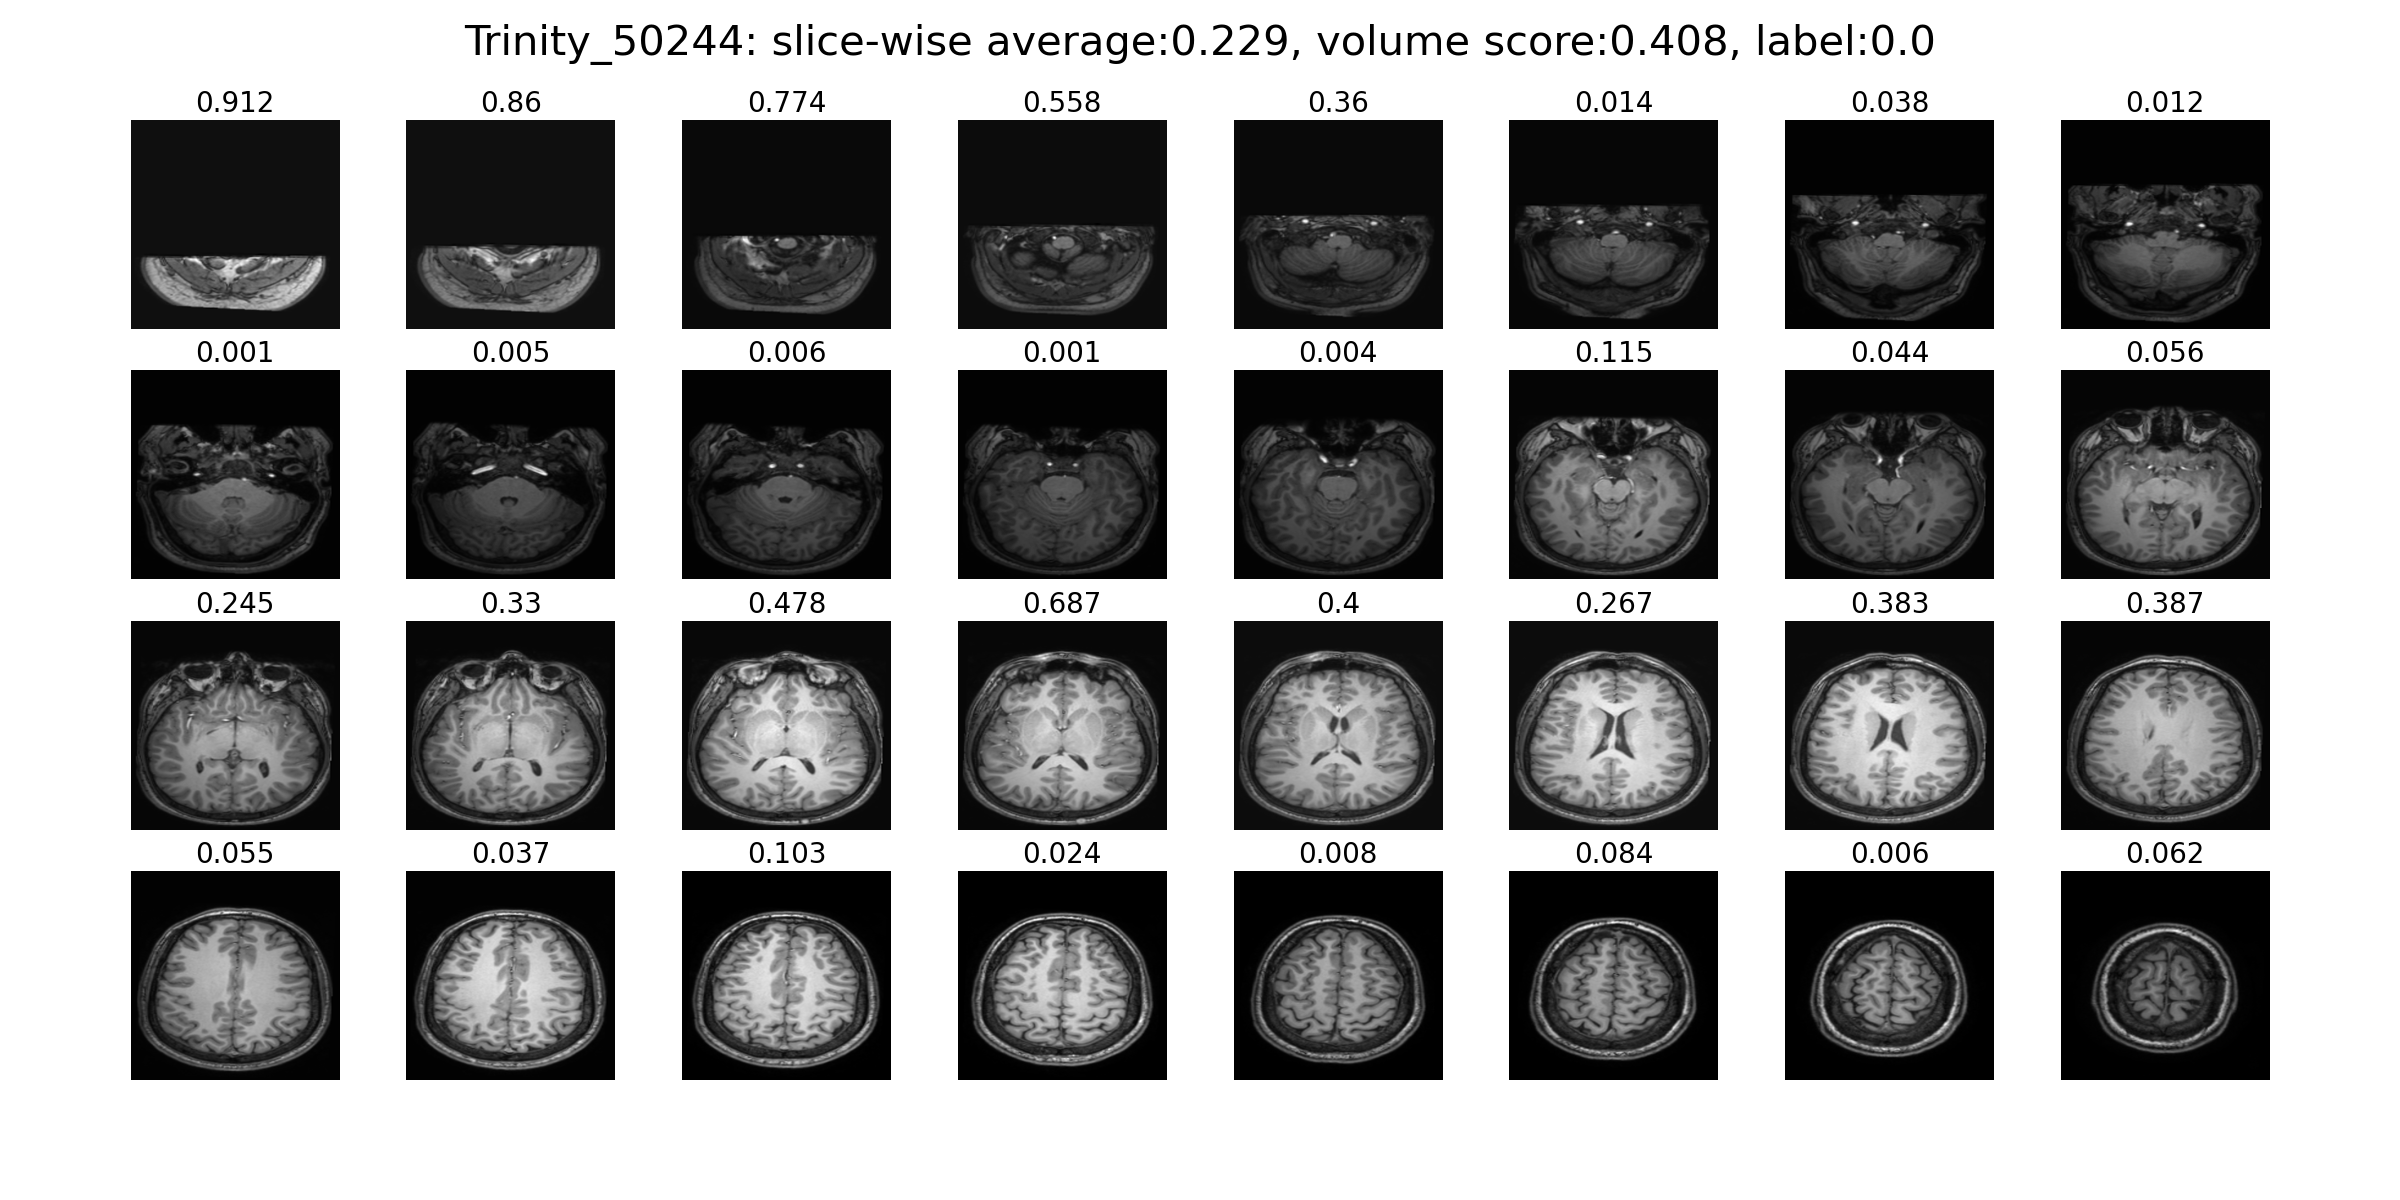 Trinity_50244: slice-wise average:0.229, volume score:0.408, label:0.0
0.912 0.86 0.774 0.558 0.36 0.014 0.038 0.012
0.001 0.005 0.006 0.001 0.004 0.115 0.044 0.056
0.245 0.33 0.478 0.687 0.4 0.267 0.383 0.387
0.055 0.037 0.103 0.024 0.008 0.084 0.006 0.062